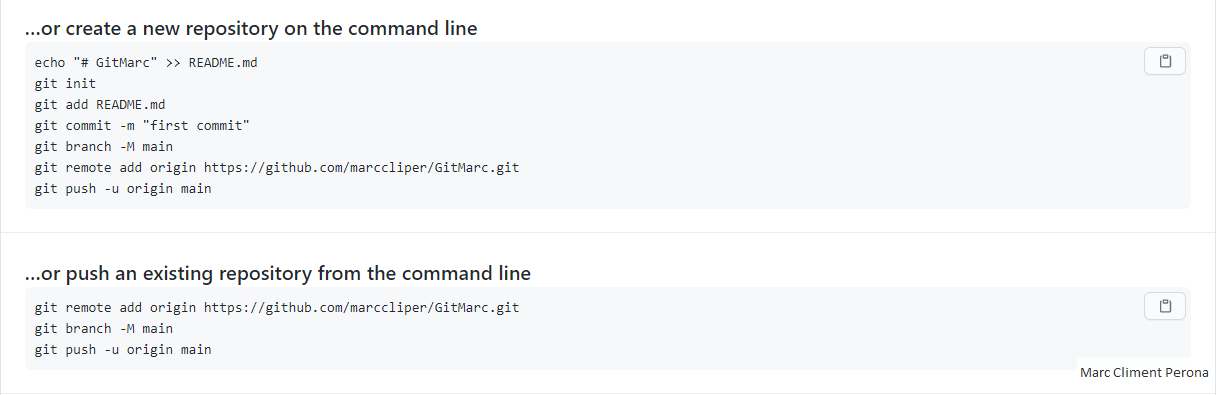 ...or create a new repository on the command line
echo "# GitMarc" >> README.md
git init
git add README.md
git commit -m "first commit"
git branch -M main
git remote add origin https://github.com/marccliper/GitMarc.git
git push -u origin main
...or push an existing repository from the command line
git remote add origin https://github.com/marccliper/GitMarc.git
git branch -M main
git push -u origin main
Marc Climent Perona